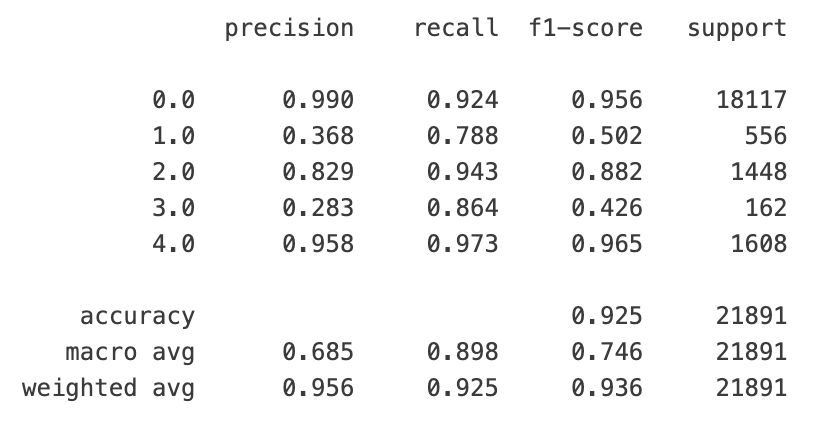 precision recall f1-score support
0.0 0.990 0.924 0.956 18117
1.0 0.368 0.788 0.502 556
2.0 0.829 0.943 0.882 1448
3.0 0.283 0.864 0.426 162
4.0 0.958 0.973 0.965 1608
accuracy 0.925 21891
macro avg 0.685 0.898 0.746 21891
weighted avg 0.956 0.925 0.936 21891